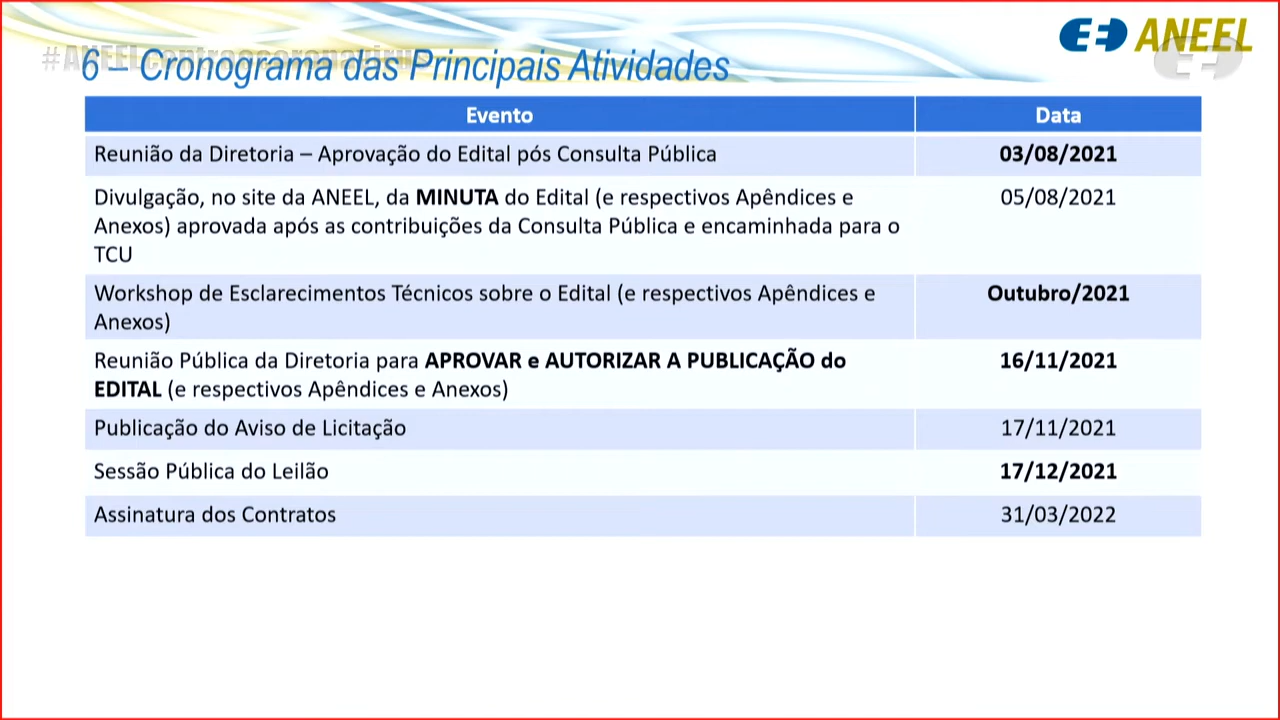 ANEEL
#ANEELcontraocoronavírus
6 – Cronograma das Principais Atividades
Evento Data
Reunião da Diretoria – Aprovação do Edital pós Consulta Pública 03/08/2021
Divulgação, no site da ANEEL, da MINUTA do Edital (e respectivos Apêndices e 05/08/2021
Anexos) aprovada após as contribuições da Consulta Pública e encaminhada para o
TCU
Workshop de Esclarecimentos Técnicos sobre o Edital (e respectivos Apêndices e Outubro/2021
Anexos)
Reunião Pública da Diretoria para APROVAR e AUTORIZAR A PUBLICAÇÃO do 16/11/2021
EDITAL (e respectivos Apêndices e Anexos)
Publicação do Aviso de Licitação 17/11/2021
Sessão Pública do Leilão 17/12/2021
Assinatura dos Contratos 31/03/2022